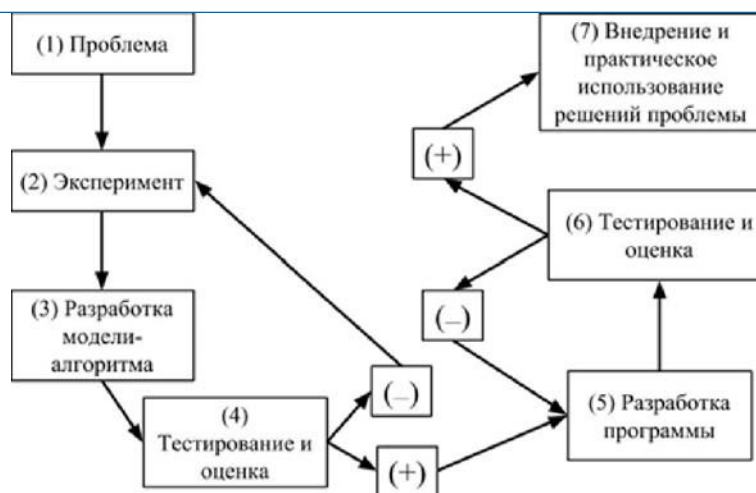 (1) Проблема
(2) Эксперимент
(3) Разработка
модели-
алгоритма
(4)
Тестирование и
оценка
(–)
(+)
(5) Разработка
программы
(6) Тестирование и
оценка
(–)
(+)
(7) Внедрение и
практическое
использование
решений проблемы